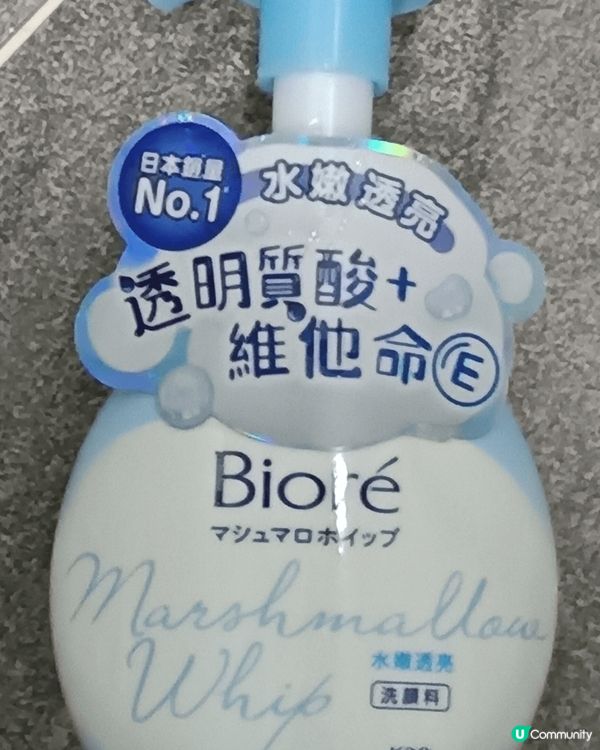 日本銷量
No.1*
水嫩透亮
透明質酸+
維他命E
Bioré
マシュマロホイップ
Marshmallow
Whip
水嫩透亮
洗顔料
U Community